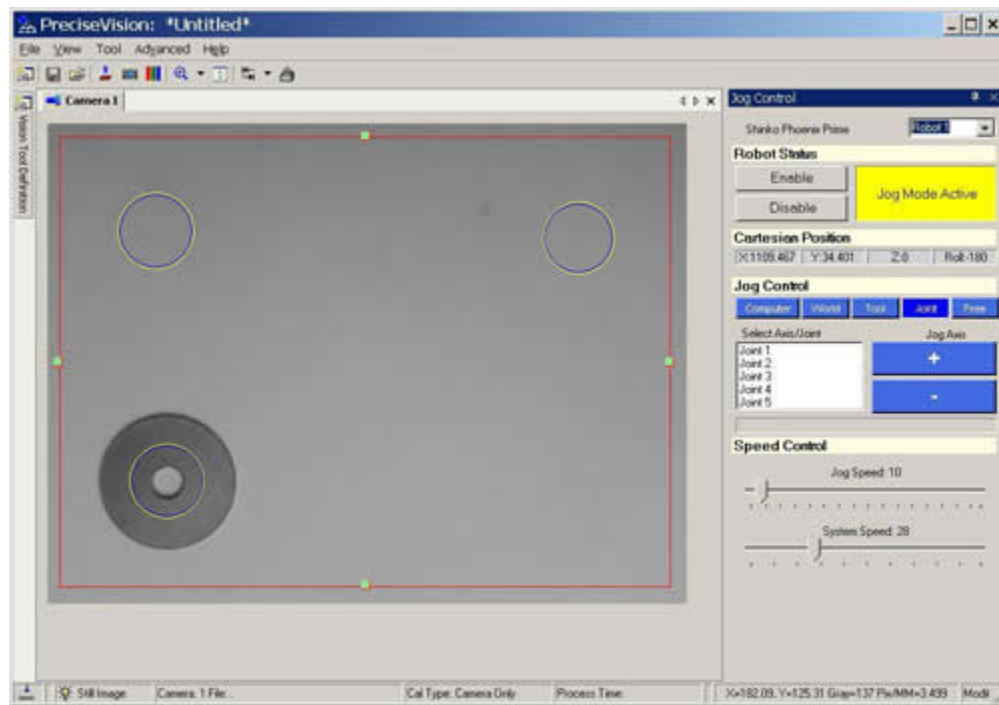 PreciseVision: *Untitled*
File View Tool Advanced Help
Camera 1
Vision Tool Definition
Jog Control
Shinko Phoenix Prime Robot 1
Robot Status
Enable
Disable
Jog Mode Active
Cartesian Position
X:1109.467 Y:34.401 Z:0 Roll:-180
Jog Control
Computer World Tool Joint Free
Select Axis/Joint Jog Axis
Joint 1
Joint 2
Joint 3
Joint 4
Joint 5
+
-
Speed Control
Jog Speed: 10
System Speed: 28
Still Image Camera: 1 File... Cal Type: Camera Only Process Time: X=182.09, Y=125.31 Gray=137 Pix/MM=3.499 Modi